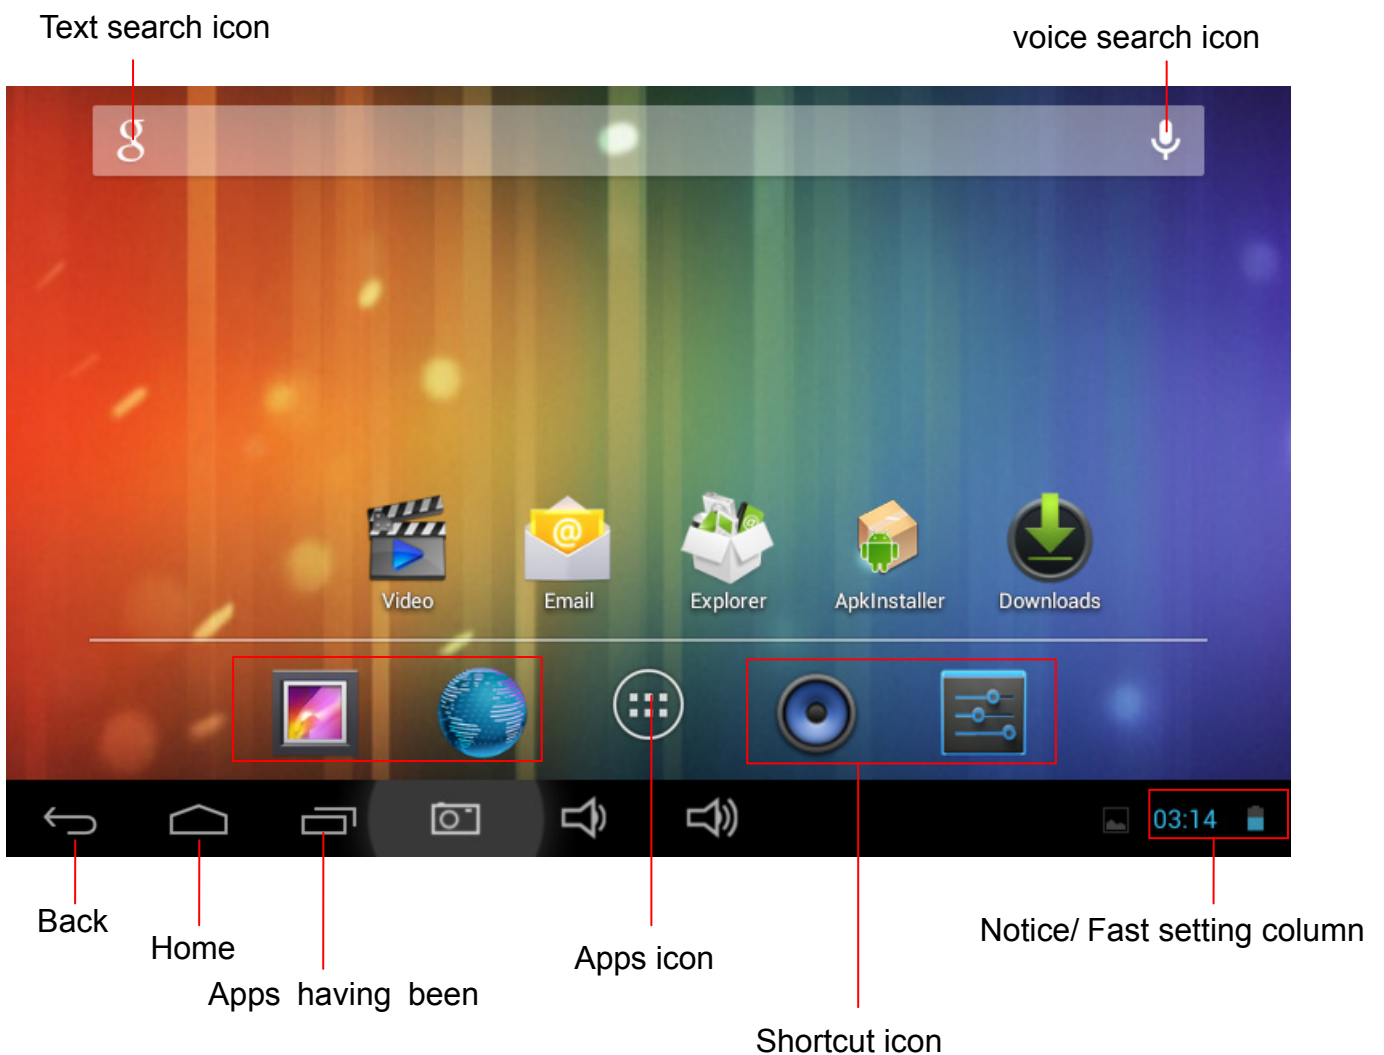 Text search icon
voice search icon
g
Video
Email
Explorer
ApkInstaller
Downloads
03:14
Back
Home
Apps having been
Apps icon
Shortcut icon
Notice/ Fast setting column